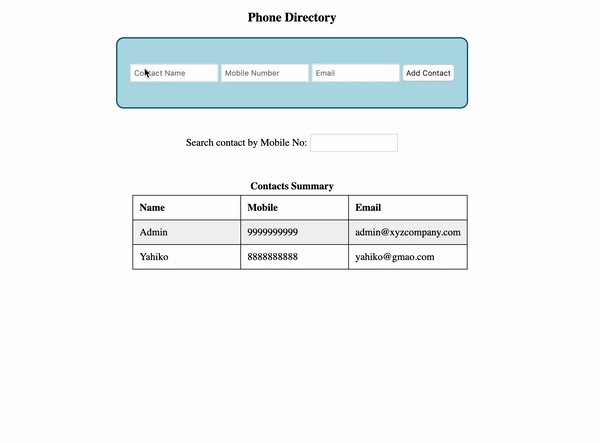 Phone Directory
Contact Name Mobile Number Email Add Contact
Search contact by Mobile No:
Contacts Summary
Name Mobile Email
Admin 9999999999 admin@xyzcompany.com
Yahiko 8888888888 yahiko@gmao.com